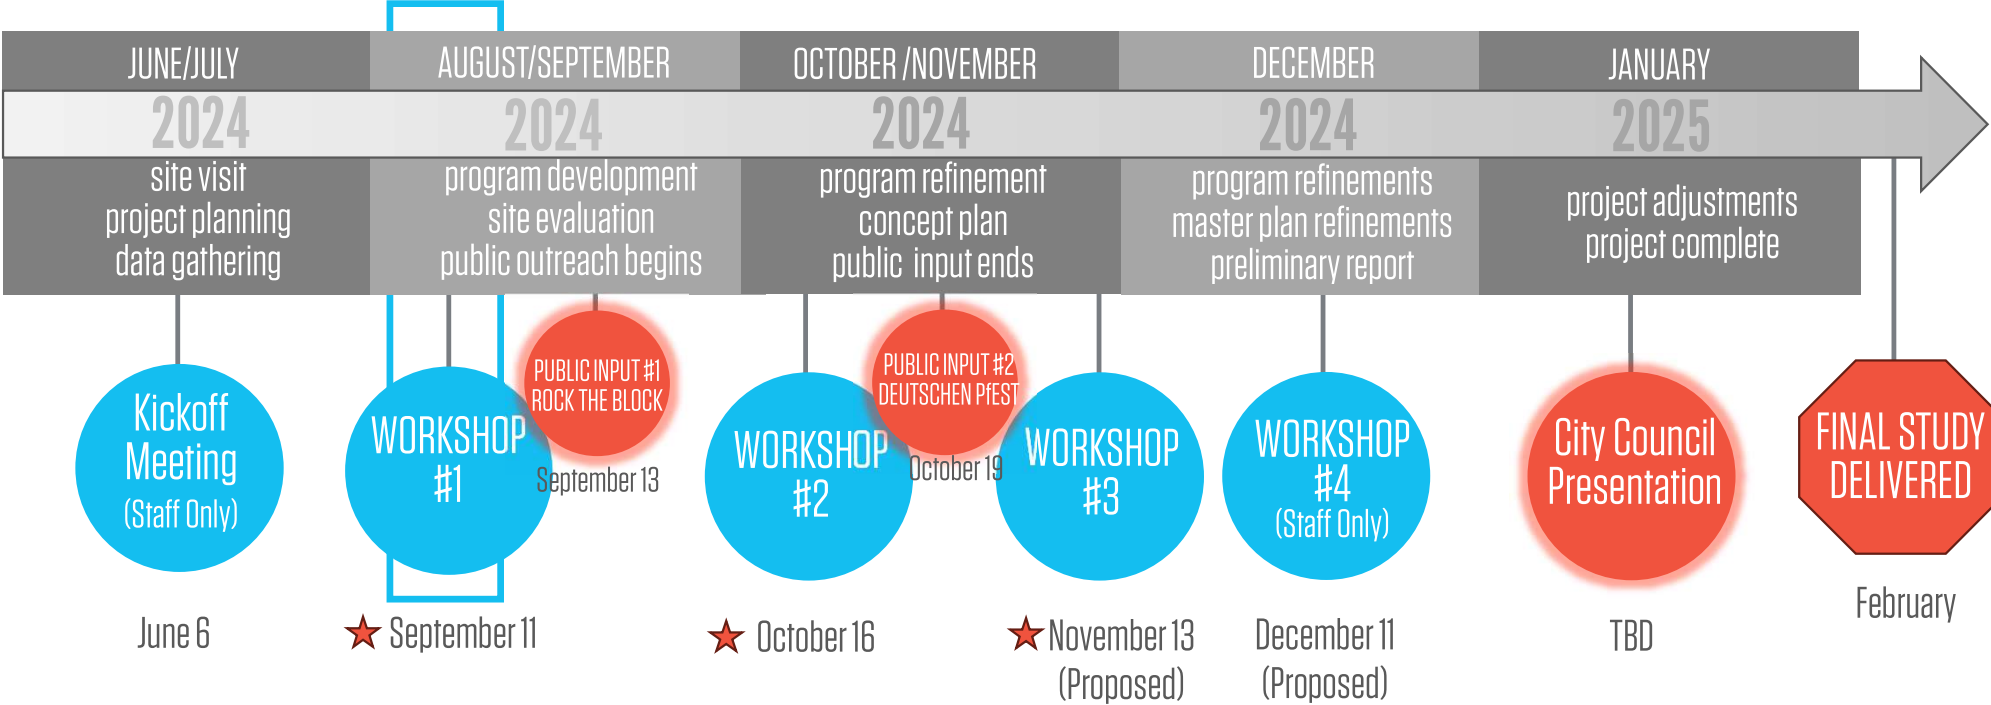 JUNE/JULY
AUGUST/SEPTEMBER
OCTOBER /NOVEMBER
DECEMBER
JANUARY
2024
2024
2024
2024
2025
site visit
project planning
data gathering
program development
site evaluation
public outreach begins
program refinement
concept plan
public input ends
program refinements
master plan refinements
preliminary report
project adjustments
project complete
Kickoff
Meeting
(Staff Only)
June 6
WORKSHOP
#1
September 11
PUBLIC INPUT #1
ROCK THE BLOCK
September 13
WORKSHOP
#2
October 16
PUBLIC INPUT #2
DEUTSCHEN PfEST
October 19
WORKSHOP
#3
November 13
(Proposed)
WORKSHOP
#4
(Staff Only)
December 11
(Proposed)
City Council
Presentation
TBD
FINAL STUDY
DELIVERED
February